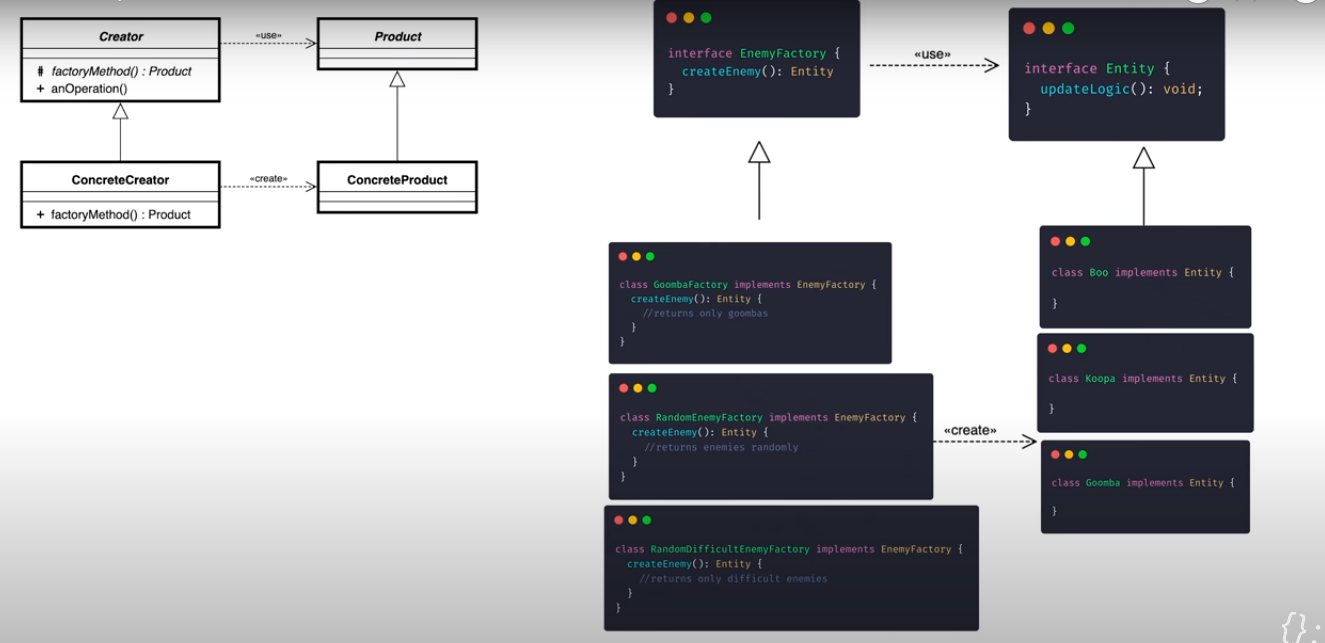 Creator
# factoryMethod() : Product
+ anOperation()
«use»
Product
ConcreteCreator
+ factoryMethod() : Product
«create»
ConcreteProduct
interface EnemyFactory {
createEnemy(): Entity
}
«use»
interface Entity {
updateLogic(): void;
}
class GoombaFactory implements EnemyFactory {
createEnemy(): Entity {
//returns only goombas
}
}
class RandomEnemyFactory implements EnemyFactory {
createEnemy(): Entity {
//returns enemies randomly
}
}
class RandomDifficultEnemyFactory implements EnemyFactory {
createEnemy(): Entity {
//returns only difficult enemies
}
}
«create»
class Boo implements Entity {
}
class Koopa implements Entity {
}
class Goomba implements Entity {
}
{};